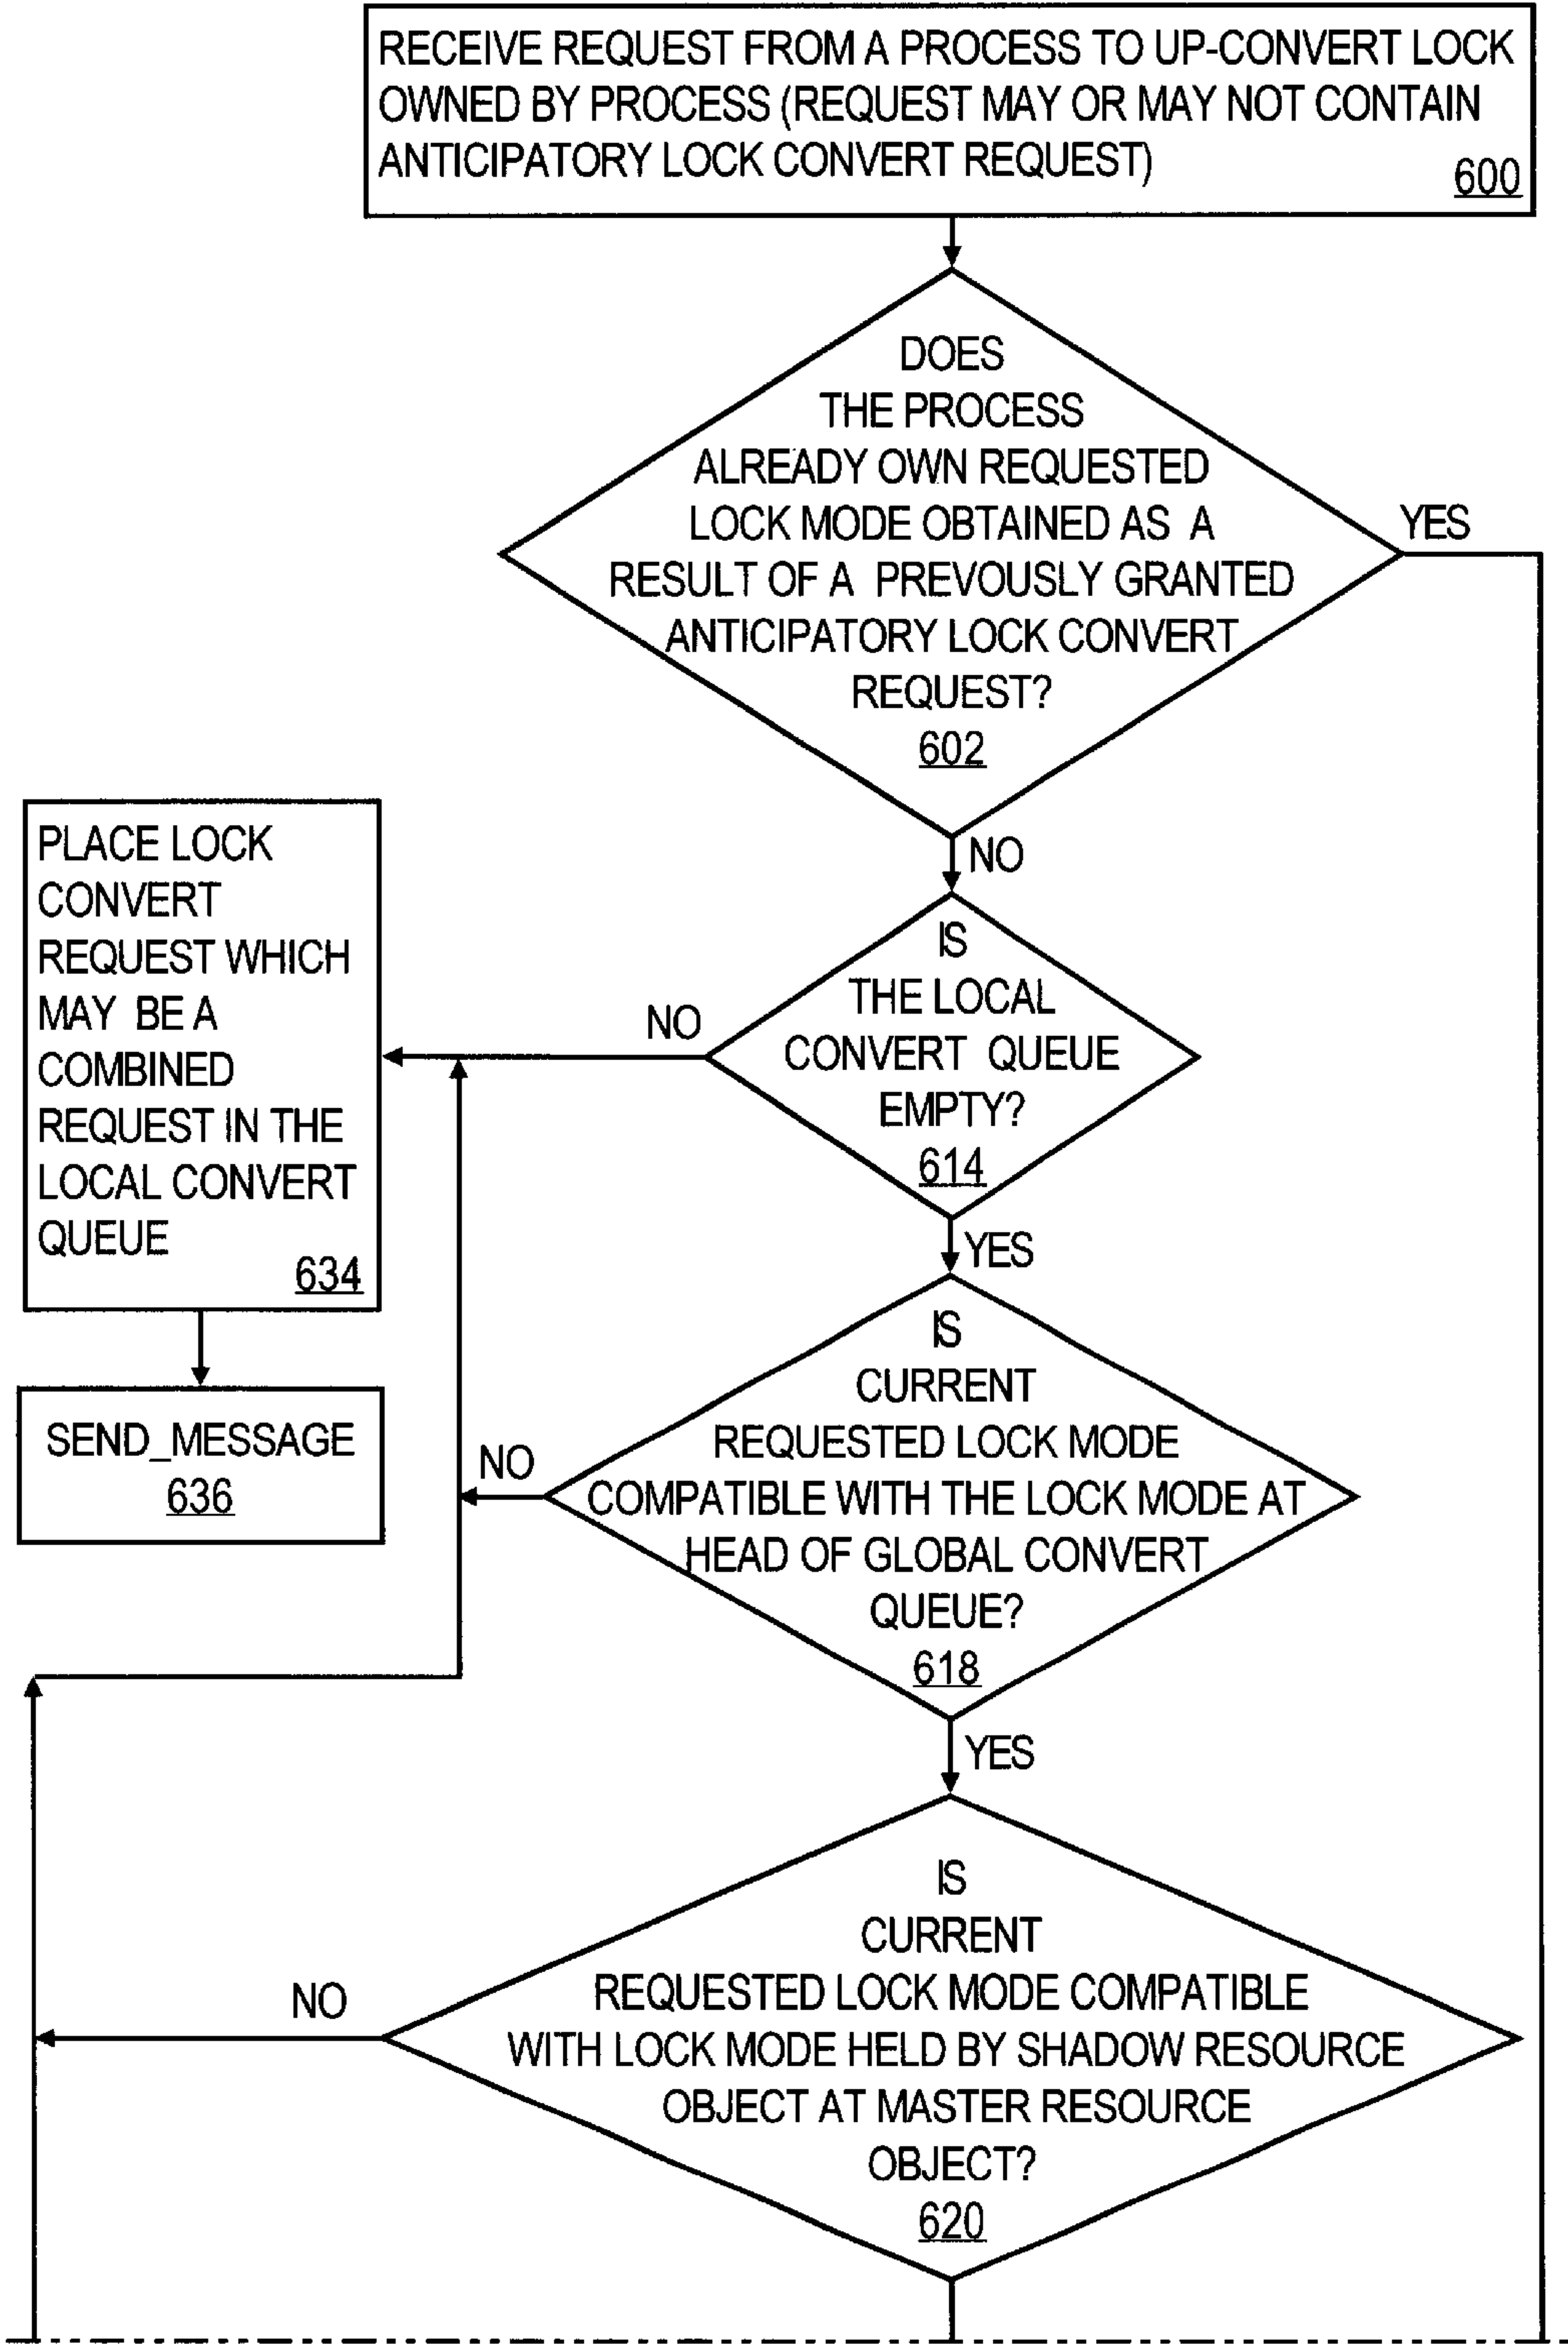 RECEIVE REQUEST FROM A PROCESS TO UP-CONVERT LOCK
OWNED BY PROCESS (REQUEST MAY OR MAY NOT CONTAIN
ANTICIPATORY LOCK CONVERT REQUEST)
600
DOES
THE PROCESS
ALREADY OWN REQUESTED
LOCK MODE OBTAINED AS A
RESULT OF A PREVOUSLY GRANTED
ANTICIPATORY LOCK CONVERT
REQUEST?
602
YES
NO
IS
THE LOCAL
CONVERT QUEUE
EMPTY?
614
NO
PLACE LOCK
CONVERT
REQUEST WHICH
MAY BE A
COMBINED
REQUEST IN THE
LOCAL CONVERT
QUEUE
634
SEND_MESSAGE
636
YES
IS
CURRENT
REQUESTED LOCK MODE
COMPATIBLE WITH THE LOCK MODE AT
HEAD OF GLOBAL CONVERT
QUEUE?
618
NO
YES
IS
CURRENT
REQUESTED LOCK MODE COMPATIBLE
WITH LOCK MODE HELD BY SHADOW RESOURCE
OBJECT AT MASTER RESOURCE
OBJECT?
620
NO